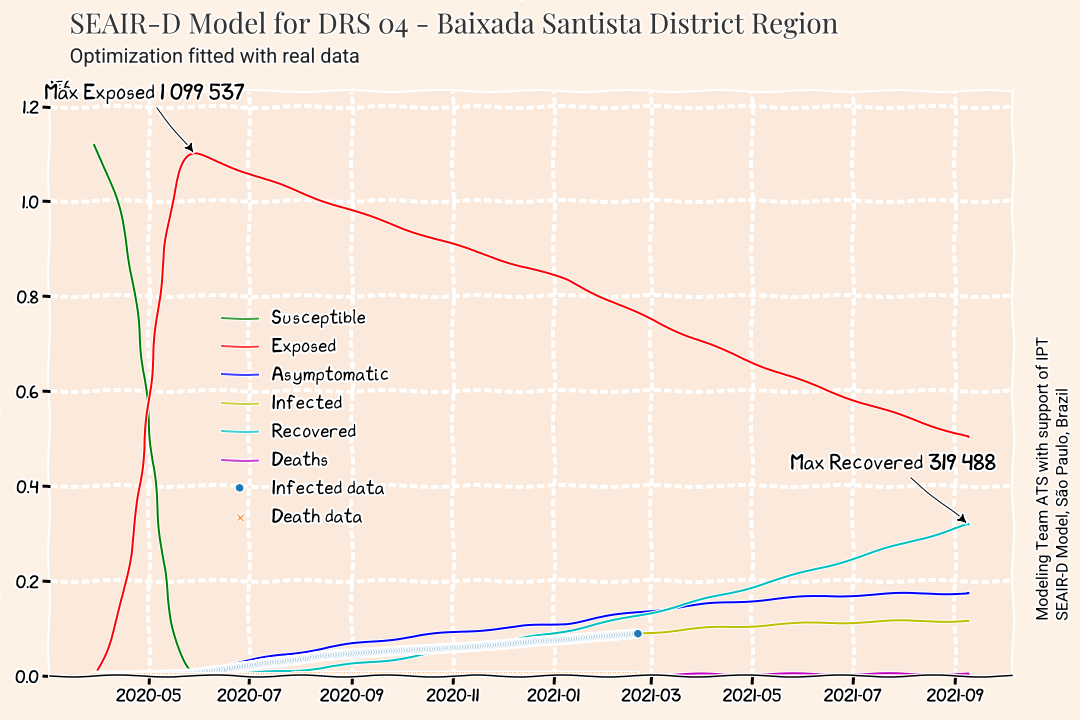 SEAIR-D Model for DRS 04 - Baixada Santista District Region
Optimization fitted with real data
Max Exposed 1 099 537
1.2
1.0
0.8
0.6
0.4
0.2
0.0
Susceptible
Exposed
Asymptomatic
Infected
Recovered
Deaths
Infected data
Death data
Max Recovered 319 488
2020-05
2020-07
2020-09
2020-11
2021-01
2021-03
2021-05
2021-07
2021-09
Modeling Team ATS with support of IPT
SEAIR-D Model, São Paulo, Brazil